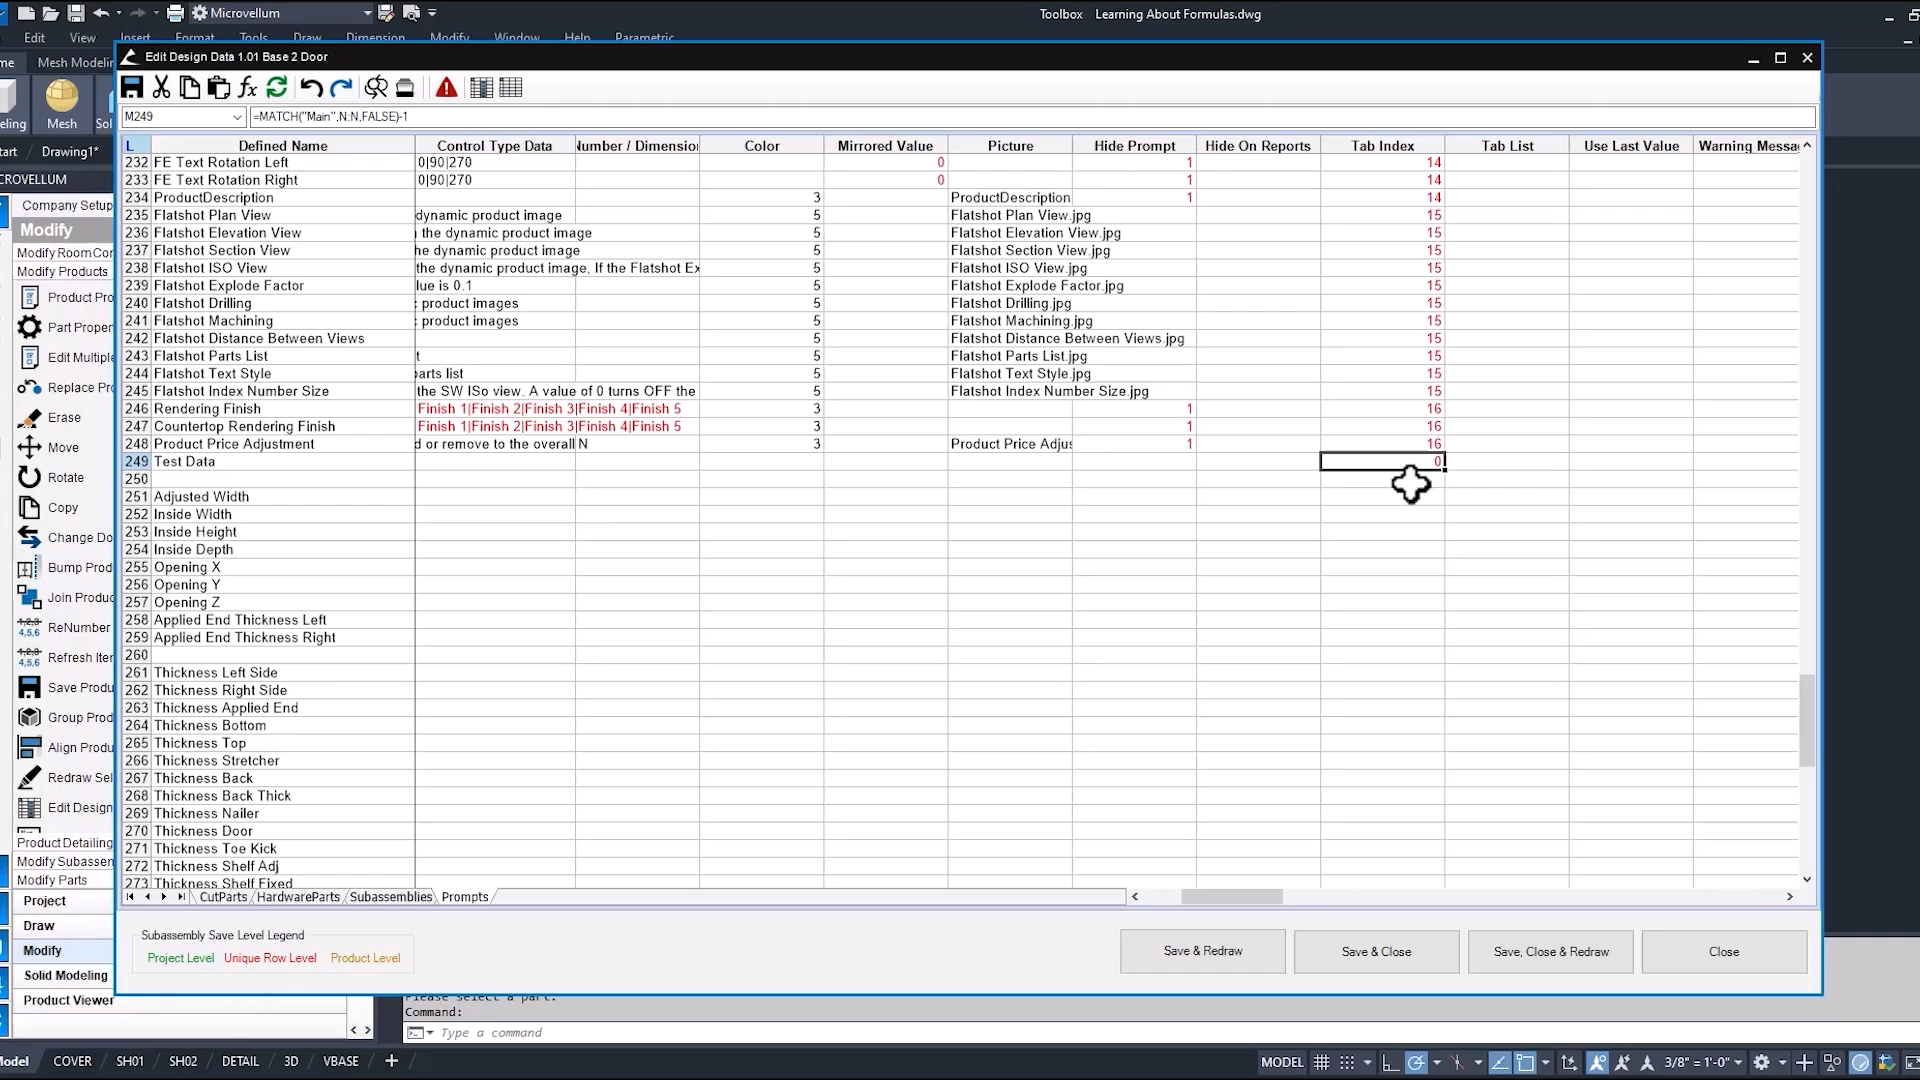 Microvellum
Toolbox Learning About Formulas.dwg
Edit View Insert Format Tools Draw Dimension Modify Window Help Parametric
Mesh Modelin
Edit Design Data 1.01 Base 2 Door
Mesh
Drawing1*
M249 =MATCH("Main",N:N,FALSE)-1
L Defined Name Control Type Data Number / Dimension Color Mirrored Value Picture Hide Prompt Hide On Reports Tab Index Tab List Use Last Value Warning Messag
232 FE Text Rotation Left 0|90|270 0 1 14
233 FE Text Rotation Right 0|90|270 0 1 14
234 ProductDescription 3 ProductDescription 1 14
235 Flatshot Plan View dynamic product image 5 Flatshot Plan View.jpg 15
236 Flatshot Elevation View the dynamic product image 5 Flatshot Elevation View.jpg 15
237 Flatshot Section View he dynamic product image 5 Flatshot Section View.jpg 15
238 Flatshot ISO View the dynamic product image, If the Flatshot Ex 5 Flatshot ISO View.jpg 15
239 Flatshot Explode Factor lue is 0.1 5 Flatshot Explode Factor.jpg 15
240 Flatshot Drilling product images 5 Flatshot Drilling.jpg 15
241 Flatshot Machining product images 5 Flatshot Machining.jpg 15
242 Flatshot Distance Between Views 5 Flatshot Distance Between Views.jpg 15
243 Flatshot Parts List t 5 Flatshot Parts List.jpg 15
244 Flatshot Text Style parts list 5 Flatshot Text Style.jpg 15
245 Flatshot Index Number Size the SW ISo view. A value of 0 turns OFF the 5 Flatshot Index Number Size.jpg 15
246 Rendering Finish Finish 1|Finish 2|Finish 3|Finish 4|Finish 5 3 1 16
247 Countertop Rendering Finish Finish 1|Finish 2|Finish 3|Finish 4|Finish 5 3 1 16
248 Product Price Adjustment d or remove to the overall N 3 Product Price Adjus 1 16
249 Test Data 0
250
251 Adjusted Width
252 Inside Width
253 Inside Height
254 Inside Depth
255 Opening X
256 Opening Y
257 Opening Z
258 Applied End Thickness Left
259 Applied End Thickness Right
260
261 Thickness Left Side
262 Thickness Right Side
263 Thickness Applied End
264 Thickness Bottom
265 Thickness Top
266 Thickness Stretcher
267 Thickness Back
268 Thickness Back Thick
269 Thickness Nailer
270 Thickness Door
271 Thickness Toe Kick
272 Thickness Shelf Adj
273 Thickness Shelf Fixed
CutParts HardwareParts Subassemblies Prompts
Subassembly Save Level Legend
Project Level Unique Row Level Product Level
Save & Redraw Save & Close Save, Close & Redraw Close
Company Setup
Modify
Modify RoomCor
Modify Products
Product Pro
Part Proper
Edit Multiple
Replace Pro
Erase
Move
Rotate
Copy
Change Do
Bump Prod
Join Produc
ReNumber
Refresh Iter
Save Produ
Group Prod
Align Produ
Redraw Sel
Edit Design
Product Detailing
Modify Subassem
Modify Parts
Project
Draw
Modify
Solid Modeling
Product Viewer
Please select a part.
Command:
Type a command
COVER SH01 SH02 DETAIL 3D VBASE +
MODEL 3/8" = 1'-0"